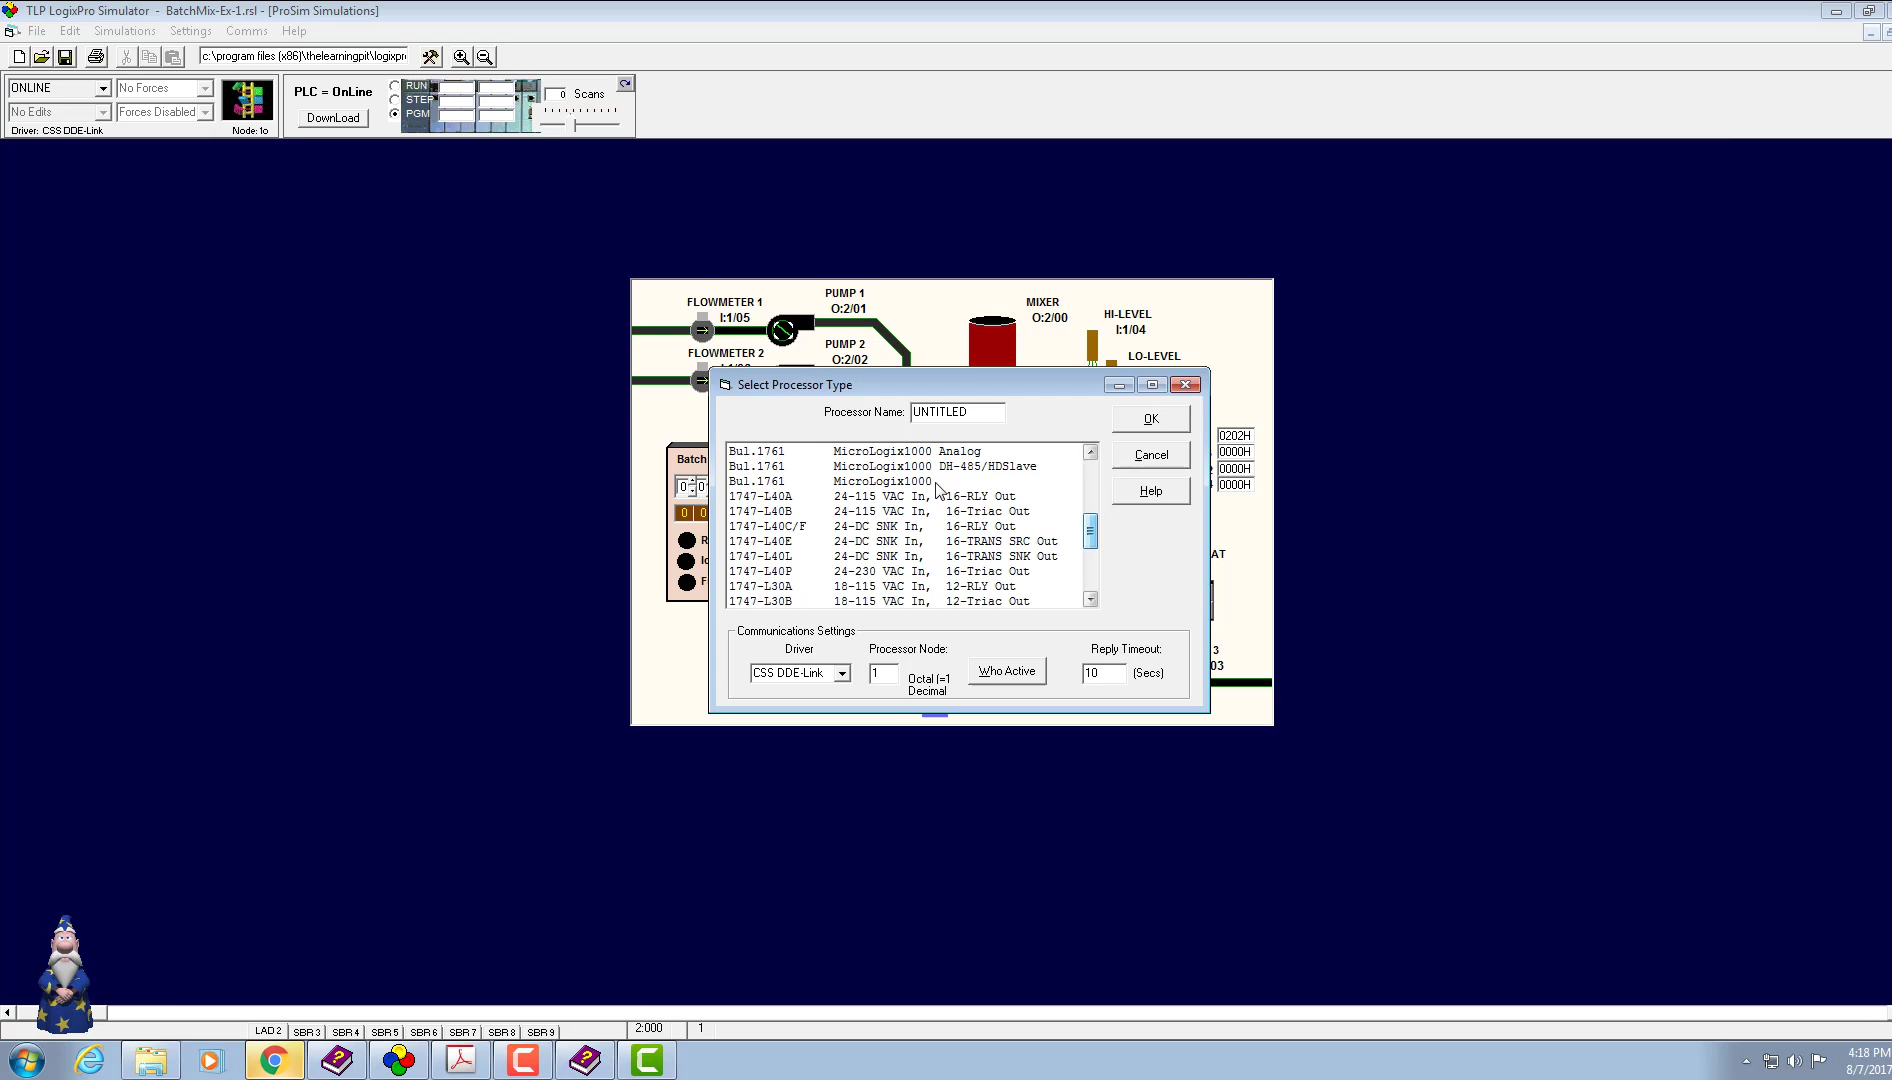 TLP LogixPro Simulator - BatchMix-Ex-1.rsl - [ProSim Simulations]
File Edit Simulations Settings Comms Help
c:\program files (x86)\thelearningpit\logixpr
ONLINE No Forces
No Edits Forces Disabled
Driver: CSS DDE-Link Node: 1o
PLC = OnLine
DownLoad
RUN
STEP
PGM
0 Scans
FLOWMETER 1
I:1/05
PUMP 1
O:2/01
MIXER
O:2/00
HI-LEVEL
I:1/04
FLOWMETER 2
PUMP 2
O:2/02
LO-LEVEL
Select Processor Type
Processor Name: UNTITLED
OK
Cancel
Help
Bul.1761 MicroLogix1000 Analog
Bul.1761 MicroLogix1000 DH-485/HDSlave
Bul.1761 MicroLogix1000
1747-L40A 24-115 VAC In, 16-RLY Out
1747-L40B 24-115 VAC In, 16-Triac Out
1747-L40C/F 24-DC SNK In, 16-RLY Out
1747-L40E 24-DC SNK In, 16-TRANS SRC Out
1747-L40L 24-DC SNK In, 16-TRANS SNK Out
1747-L40P 24-230 VAC In, 16-Triac Out
1747-L30A 18-115 VAC In, 12-RLY Out
1747-L30B 18-115 VAC In, 12-Triac Out
Communications Settings
Driver
CSS DDE-Link
Processor Node:
1
Octal (=1
Decimal
Who Active
Reply Timeout:
10 (Secs)
Batch
0 0
0 0
R
F
0202H
0000H
0000H
0000H
AT
3
03
LAD 2 SBR 3 SBR 4 SBR 5 SBR 6 SBR 7 SBR 8 SBR 9 2:000 1
4:18 PM
8/7/2017